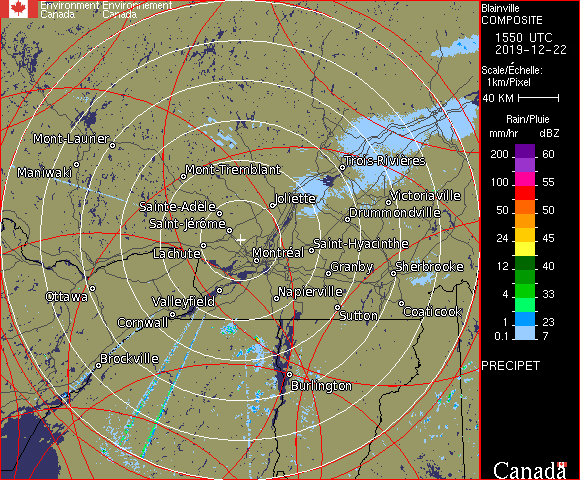 Environment Environnement
Canada Canada
Blainville
COMPOSITE
1550 UTC
2019-12-22
Scale/Échelle:
1km/Pixel
40 KM
Rain/Pluie
mm/hr dBZ
200 60
100 55
50 50
24 45
12 40
4 33
1 23
0.1 7
PRECIPET
Canada
Mont-Laurier
Maniwaki
Mont-Tremblant
Trois-Rivières
Joliette
Victoriaville
Sainte-Adèle
Drummondville
Saint-Jérôme
Lachute
Montréal
Saint-Hyacinthe
Granby
Sherbrooke
Ottawa
Valleyfield
Napierville
Cornwall
Sutton
Coaticook
Brockville
Burlington